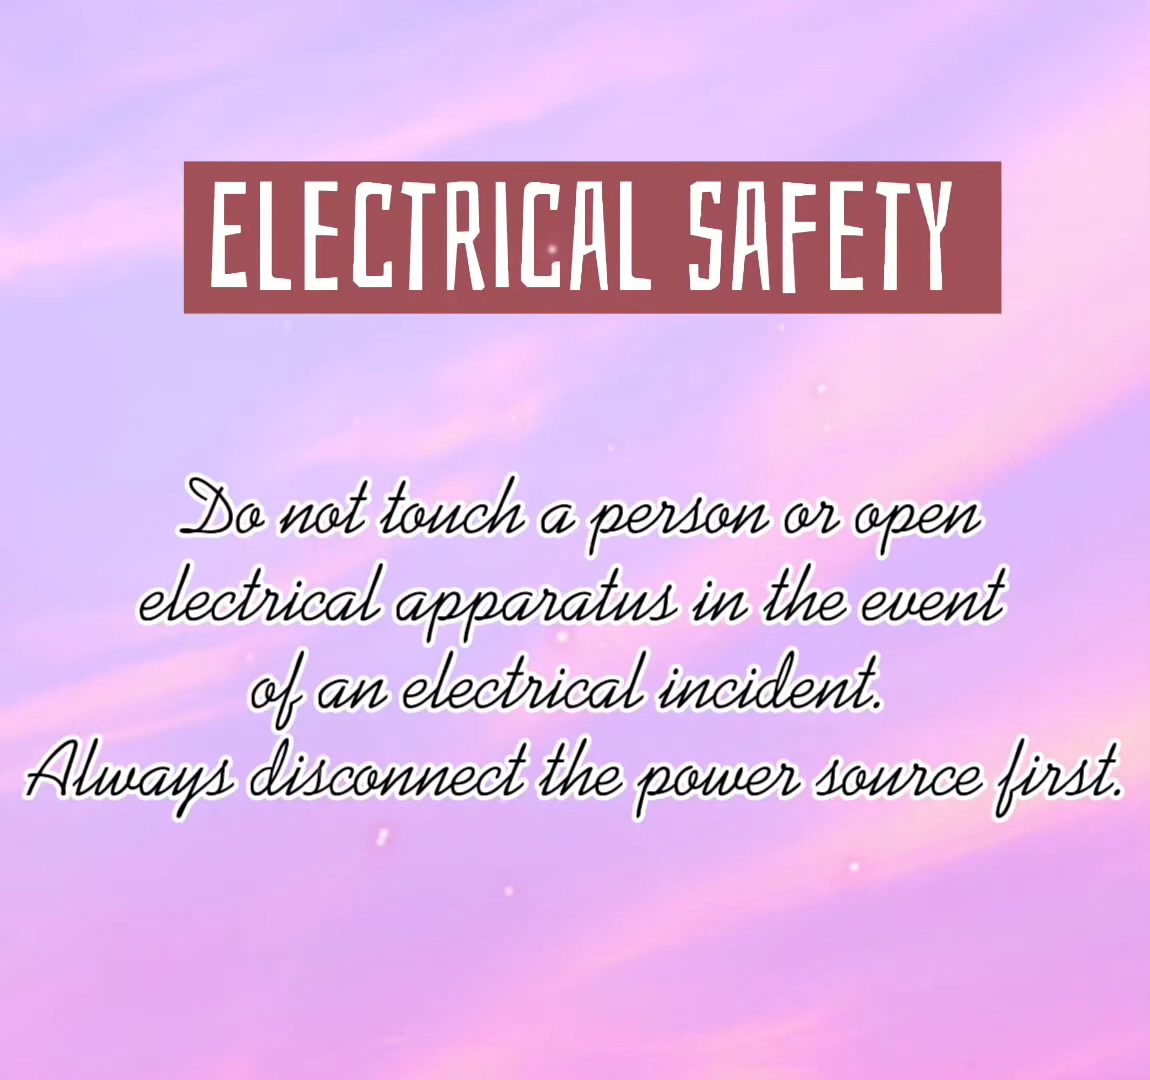 ELECTRICAL SAFETY
Do not touch a person or open
electrical apparatus in the event
of an electrical incident.
Always disconnect the power source first.